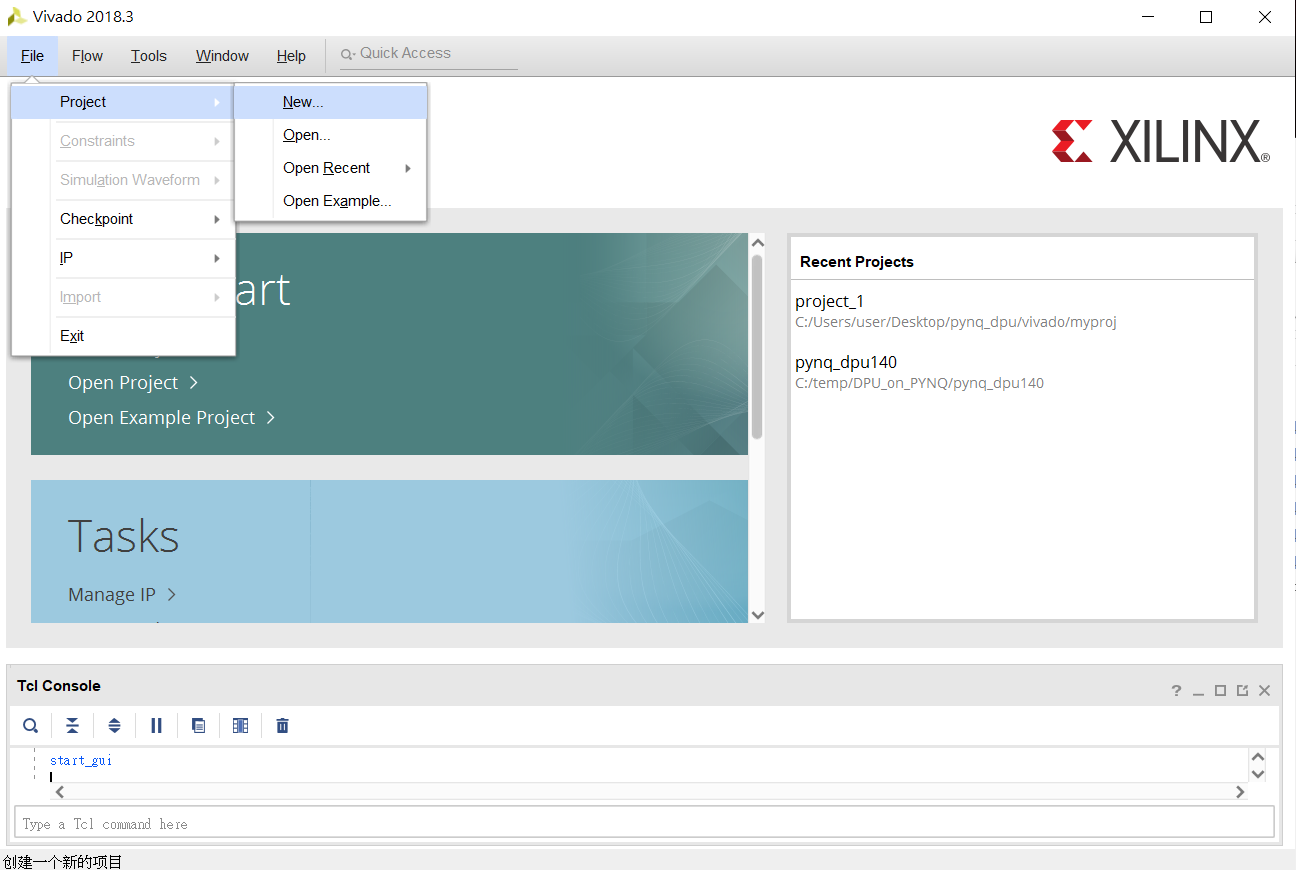 Vivado 2018.3
File Flow Tools Window Help Quick Access
Project
Constraints
Simulation Waveform
Checkpoint
IP
Import
Exit
New...
Open...
Open Recent
Open Example...
XILINX®
art
Open Project >
Open Example Project >
Tasks
Manage IP >
Recent Projects
project_1
C:/Users/user/Desktop/pynq_dpu/vivado/myproj
pynq_dpu140
C:/temp/DPU_on_PYNQ/pynq_dpu140
Tcl Console
start_gui
Type a Tcl command here
创建一个新的项目